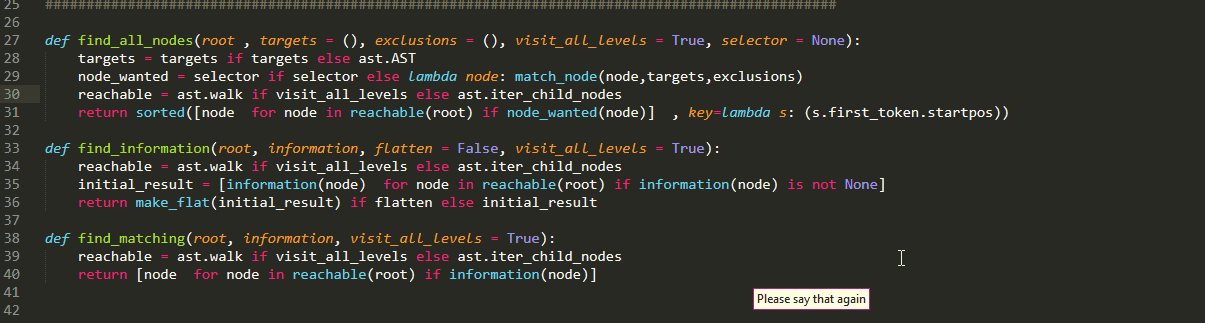 25 ################################################################################################
26
27 def find_all_nodes(root , targets = (), exclusions = (), visit_all_levels = True, selector = None):
28     targets = targets if targets else ast.AST
29     node_wanted = selector if selector else lambda node: match_node(node,targets,exclusions)
30     reachable = ast.walk if visit_all_levels else ast.iter_child_nodes
31     return sorted([node  for node in reachable(root) if node_wanted(node)]  , key=lambda s: (s.first_token.startpos))
32
33 def find_information(root, information, flatten = False, visit_all_levels = True):
34     reachable = ast.walk if visit_all_levels else ast.iter_child_nodes
35     initial_result = [information(node)  for node in reachable(root) if information(node) is not None]
36     return make_flat(initial_result) if flatten else initial_result
37
38 def find_matching(root, information, visit_all_levels = True):
39     reachable = ast.walk if visit_all_levels else ast.iter_child_nodes
40     return [node  for node in reachable(root) if information(node)]
41
Please say that again
42